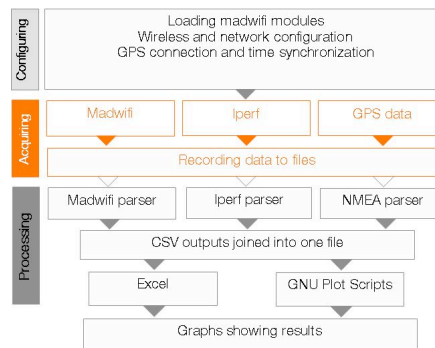 Configuring
Loading madwifi modules
Wireless and network configuration
GPS connection and time synchronization
Acquiring
Madwifi
Iperf
GPS data
Recording data to files
Processing
Madwifi parser
Iperf parser
NMEA parser
CSV outputs joined into one file
Excel
GNU Plot Scripts
Graphs showing results